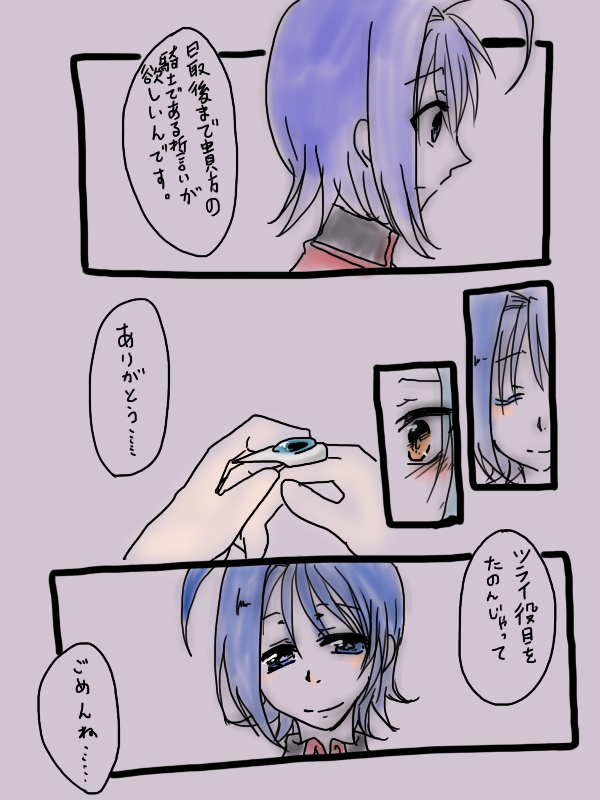 最後まで貴方の
騎士である誓いが
欲しいんです。
ありがとう……
ツライ役目を
たのんじゃって
ごめんね……